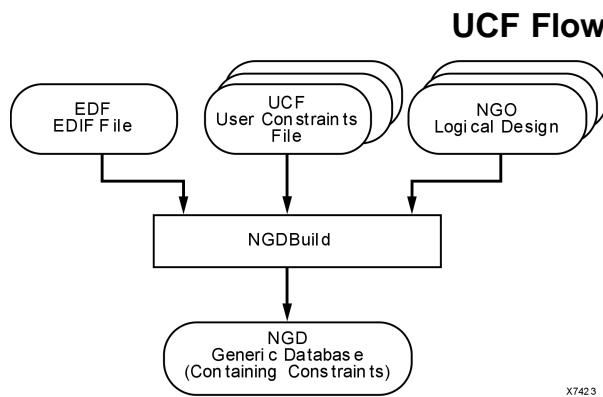 UCF Flow
EDF
EDIF File
UCF
User Constraints
File
NGO
Logical Design
NGDBuild
NGD
Generic Database
(Containing Constraints)
X7423